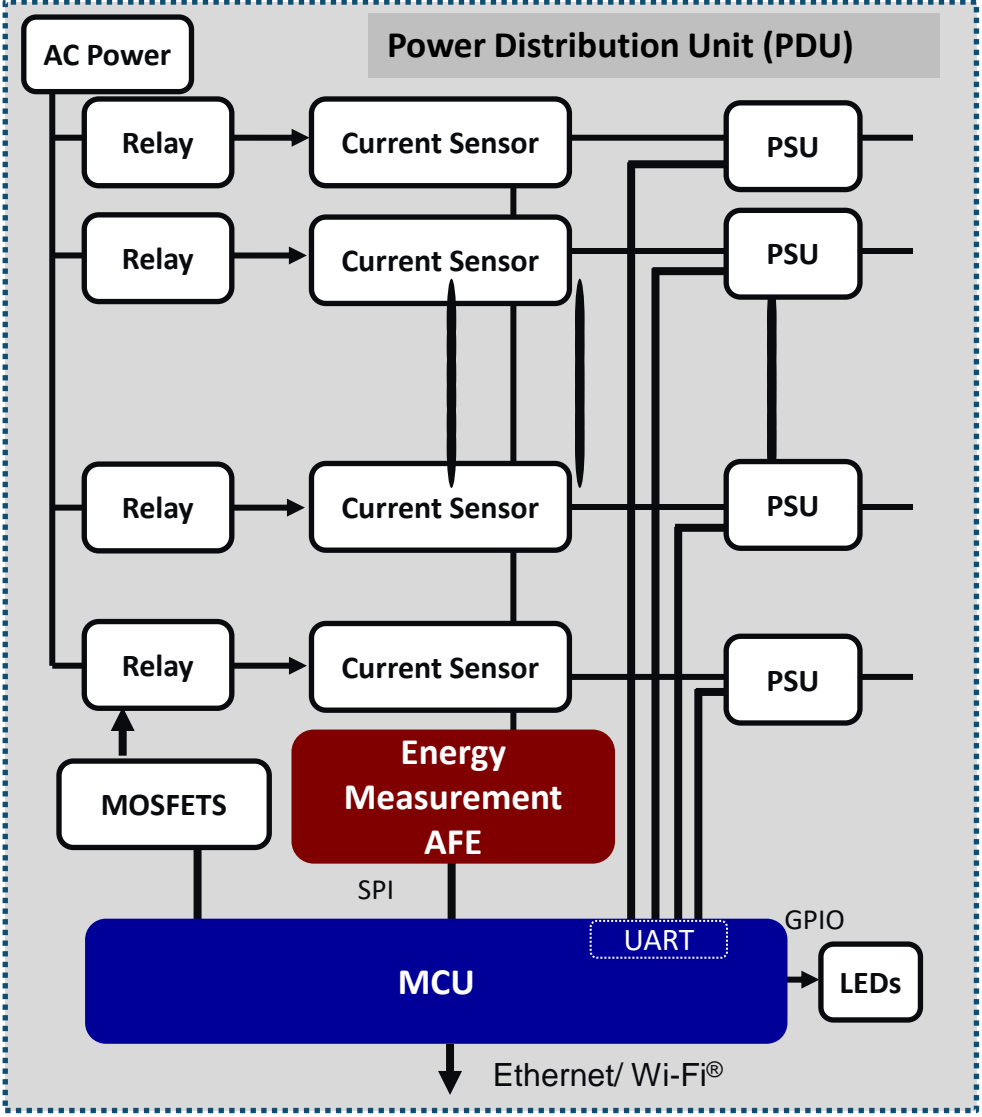 Power Distribution Unit (PDU)
AC Power
Relay
Current Sensor
PSU
Relay
Current Sensor
PSU
Relay
Current Sensor
PSU
Relay
Current Sensor
PSU
MOSFETS
Energy
Measurement
AFE
SPI
GPIO
UART
MCU
LEDs
Ethernet/ Wi-Fi®